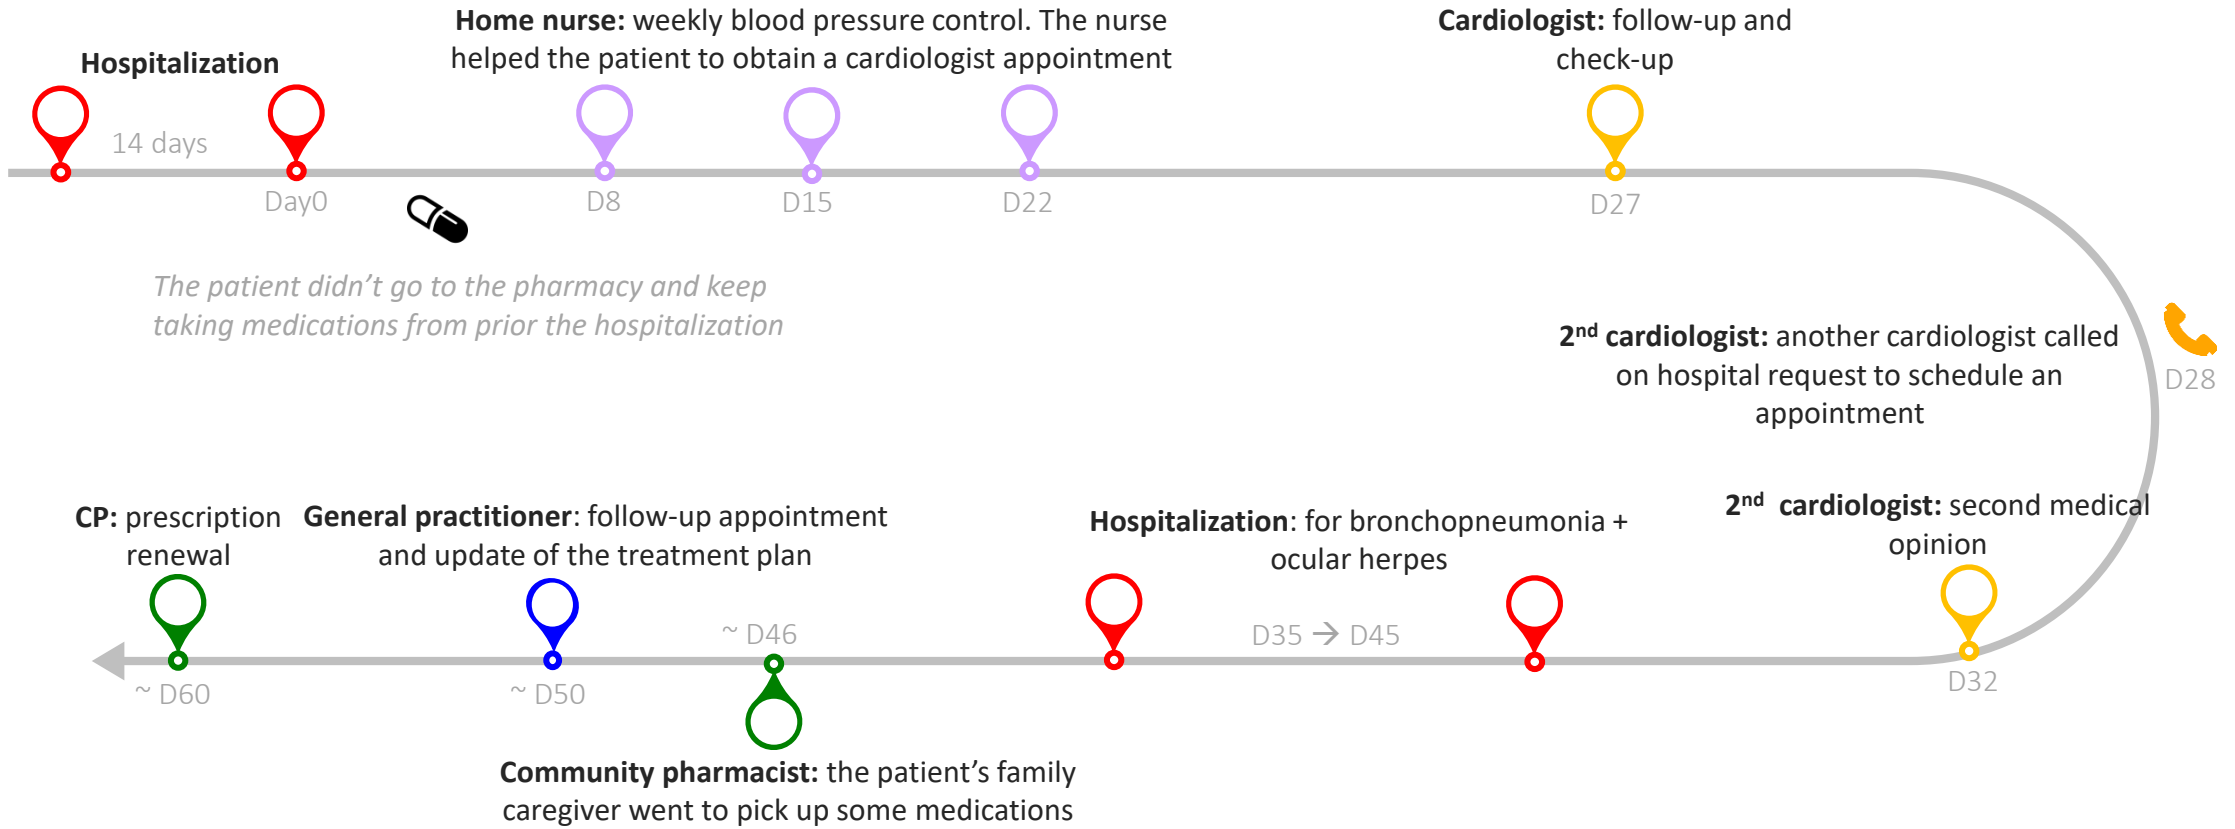 Hospitalization
14 days
Day0
Home nurse: weekly blood pressure control. The nurse
helped the patient to obtain a cardiologist appointment
D8
D15
D22
Cardiologist: follow-up and
check-up
D27
The patient didn’t go to the pharmacy and keep
taking medications from prior the hospitalization
2nd cardiologist: another cardiologist called
on hospital request to schedule an
appointment
D28
2nd cardiologist: second medical
opinion
D32
Hospitalization: for bronchopneumonia +
ocular herpes
D35 → D45
~ D46
Community pharmacist: the patient’s family
caregiver went to pick up some medications
General practitioner: follow-up appointment
and update of the treatment plan
~ D50
CP: prescription
renewal
~ D60